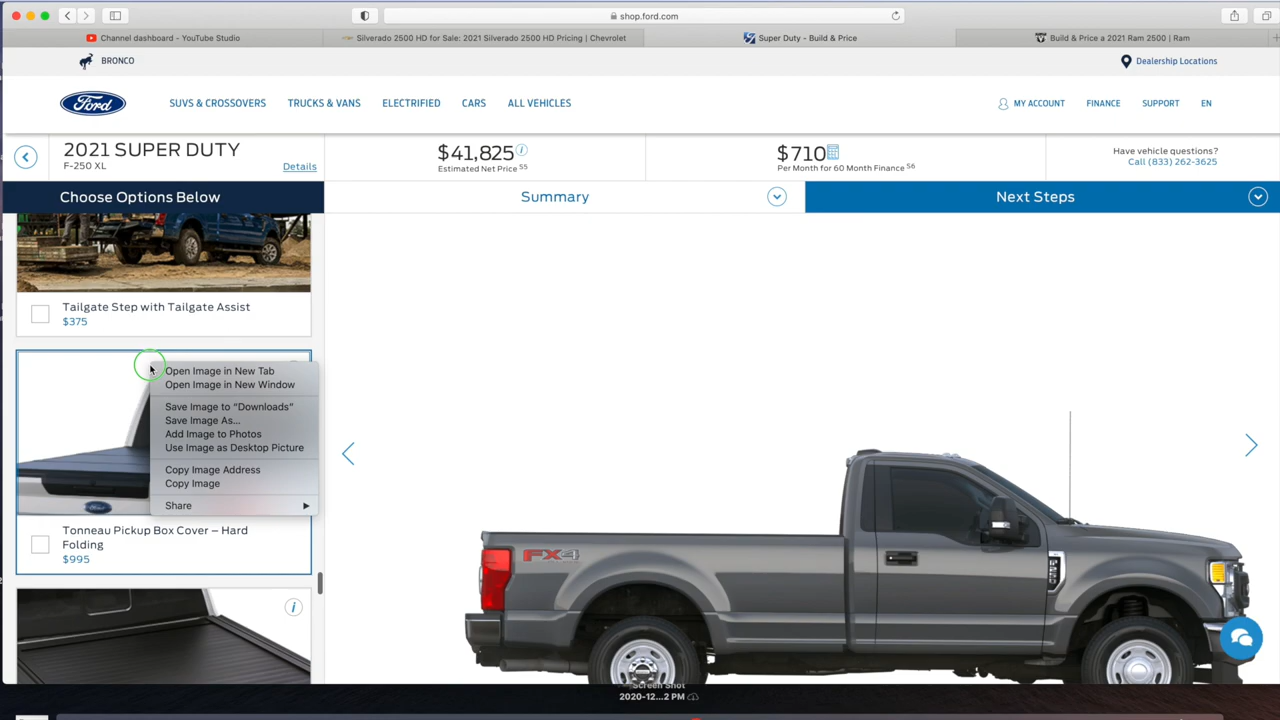 shop.ford.com
Channel dashboard - YouTube Studio
Silverado 2500 HD for Sale: 2021 Silverado 2500 HD Pricing | Chevrolet
Super Duty - Build & Price
Build & Price a 2021 Ram 2500 | Ram
BRONCO
Dealership Locations
Ford
SUVS & CROSSOVERS
TRUCKS & VANS
ELECTRIFIED
CARS
ALL VEHICLES
MY ACCOUNT
FINANCE
SUPPORT
EN
2021 SUPER DUTY
F-250 XL
Details
$41,825
Estimated Net Price S5
$710
Per Month for 60 Month Finance S6
Have vehicle questions?
Call (833) 262-3625
Choose Options Below
Summary
Next Steps
Tailgate Step with Tailgate Assist
$375
Open Image in New Tab
Open Image in New Window
Save Image to “Downloads”
Save Image As...
Add Image to Photos
Use Image as Desktop Picture
Copy Image Address
Copy Image
Share
Tonneau Pickup Box Cover – Hard
Folding
$995
FX4
F-250
Screen Shot
2020-12...2 PM